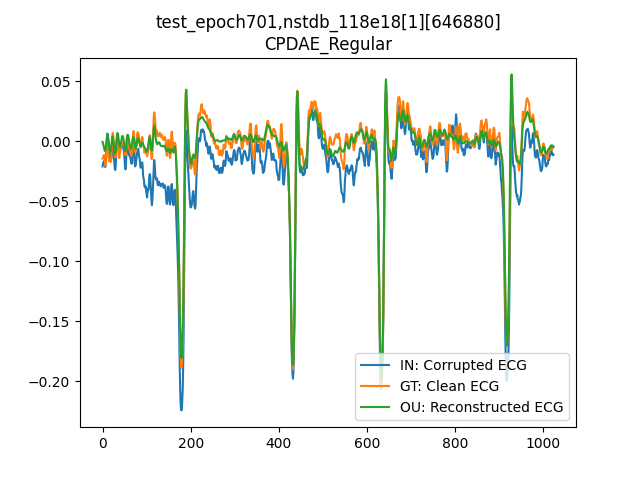 test_epoch701,nstdb_118e18[1][646880]
CPDAE_Regular
0.05
0.00
−0.05
−0.10
−0.15
−0.20
IN: Corrupted ECG
GT: Clean ECG
OU: Reconstructed ECG
0 200 400 600 800 1000